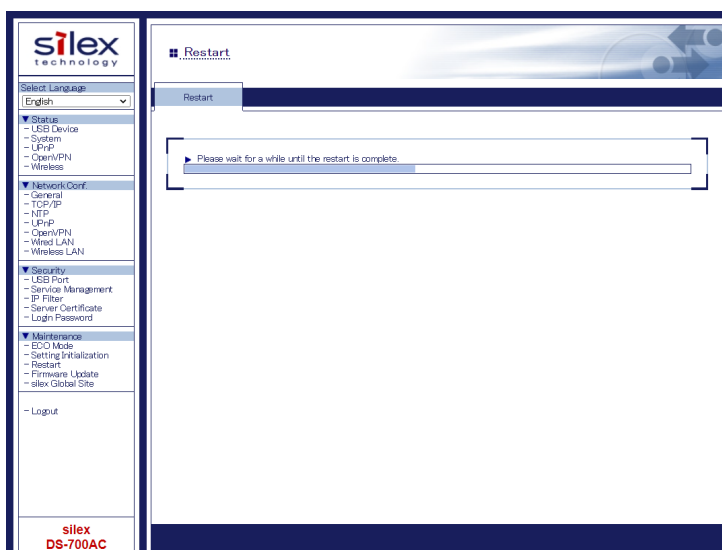 silex
technology
Select Language
English
▼ Status
- USB Device
- System
- UPnP
- OpenVPN
- Wireless
▼ Network Conf.
- General
- TCP/IP
- NTP
- UPnP
- OpenVPN
- Wired LAN
- Wireless LAN
▼ Security
- USB Port
- Service Management
- IP Filter
- Server Certificate
- Login Password
▼ Maintenance
- ECO Mode
- Setting Initialization
- Restart
- Firmware Update
- silex Global Site
- Logout
silex
DS-700AC
Restart
Restart
Please wait for a while until the restart is complete.